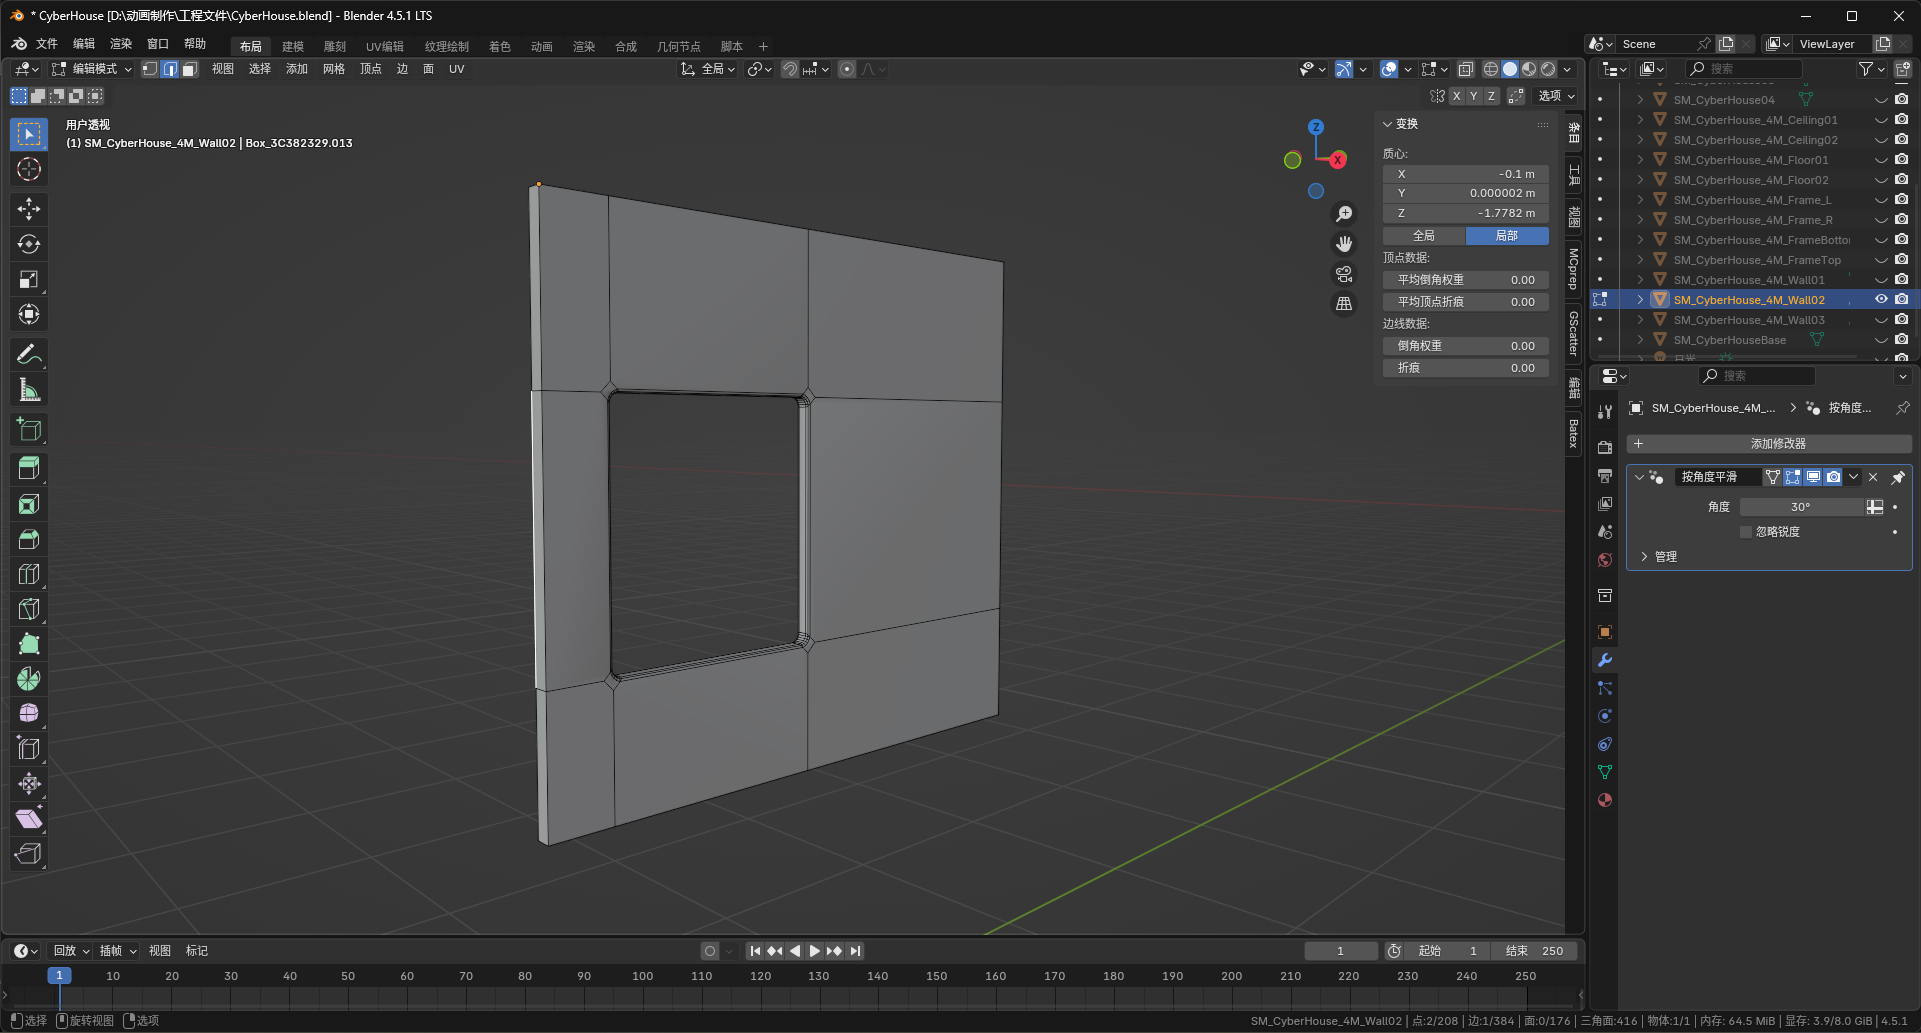 * CyberHouse [D:\动画制作\工程文件\CyberHouse.blend] - Blender 4.5.1 LTS
文件 编辑 渲染 窗口 帮助 布局 建模 雕刻 UV编辑 纹理绘制 着色 动画 渲染 合成 几何节点 脚本 + Scene ViewLayer
编辑模式 视图 选择 添加 网格 顶点 边 面 UV 全局 搜索
X Y Z 选项
用户透视
(1) SM_CyberHouse_4M_Wall02 | Box_3C382329.013
Z
X
变换
质心:
X -0.1 m
Y 0.000002 m
Z -1.7782 m
全局 局部
顶点数据:
平均倒角权重 0.00
平均顶点折痕 0.00
边线数据:
倒角权重 0.00
折痕 0.00
条目
工具
视图
MCprep
GScatter
编辑
Batex
SM_CyberHouse04
SM_CyberHouse_4M_Ceiling01
SM_CyberHouse_4M_Ceiling02
SM_CyberHouse_4M_Floor01
SM_CyberHouse_4M_Floor02
SM_CyberHouse_4M_Frame_L
SM_CyberHouse_4M_Frame_R
SM_CyberHouse_4M_FrameBotto
SM_CyberHouse_4M_FrameTop
SM_CyberHouse_4M_Wall01
SM_CyberHouse_4M_Wall02
SM_CyberHouse_4M_Wall03
SM_CyberHouseBase
日光
搜索
SM_CyberHouse_4M_... 按角度...
添加修改器
按角度平滑
角度 30°
忽略锐度
管理
回放 插帧 视图 标记 1 起始 1 结束 250
1 10 20 30 40 50 60 70 80 90 100 110 120 130 140 150 160 170 180 190 200 210 220 230 240 250
选择 旋转视图 选项 SM_CyberHouse_4M_Wall02 | 点:2/208 | 边:1/384 | 面:0/176 | 三角面:416 | 物体:1/1 | 内存: 64.5 MiB | 显存: 3.9/8.0 GiB | 4.5.1